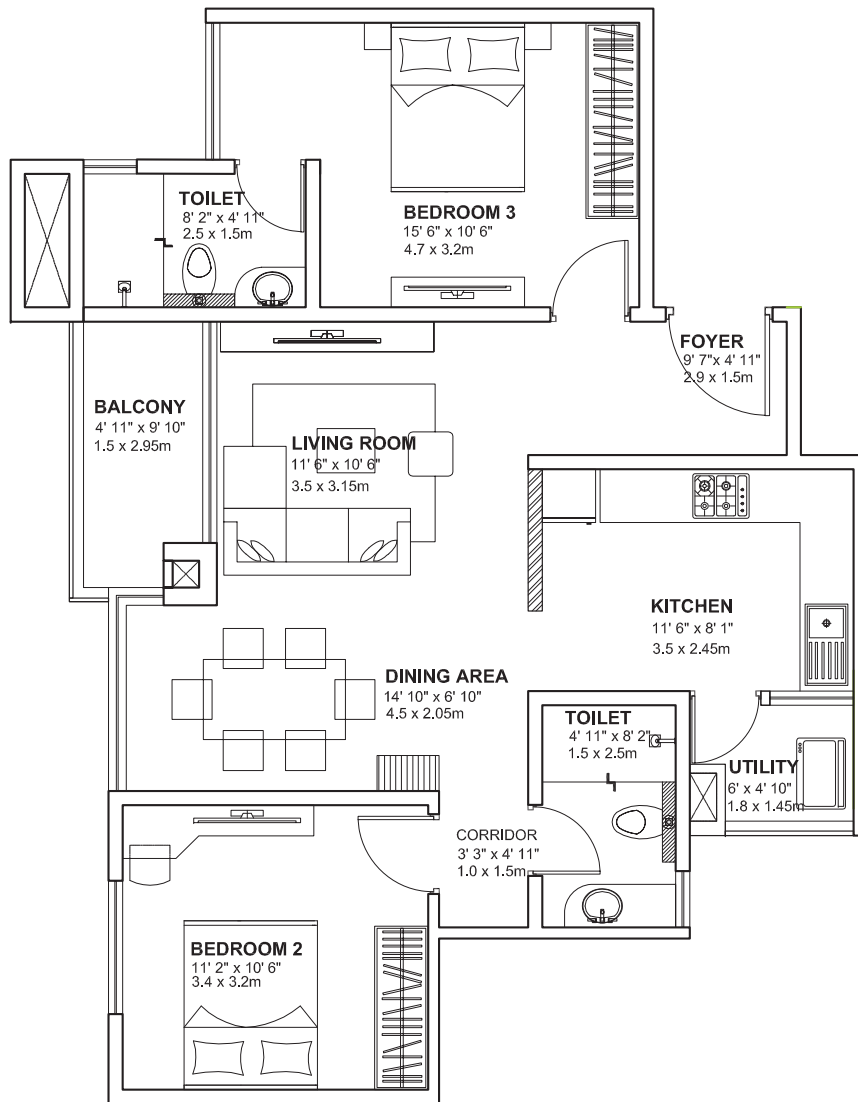 TOILET
8' 2" x 4' 11"
2.5 x 1.5m
BEDROOM 3
15' 6" x 10' 6"
4.7 x 3.2m
FOYER
9' 7"x 4' 11"
2.9 x 1.5m
BALCONY
4' 11" x 9' 10"
1.5 x 2.95m
LIVING ROOM
11' 6" x 10' 6"
3.5 x 3.15m
KITCHEN
11' 6" x 8' 1"
3.5 x 2.45m
DINING AREA
14' 10" x 6' 10"
4.5 x 2.05m
TOILET
4' 11" x 8' 2"
1.5 x 2.5m
UTILITY
6' x 4' 10"
1.8 x 1.45m
CORRIDOR
3' 3" x 4' 11"
1.0 x 1.5m
BEDROOM 2
11' 2" x 10' 6"
3.4 x 3.2m